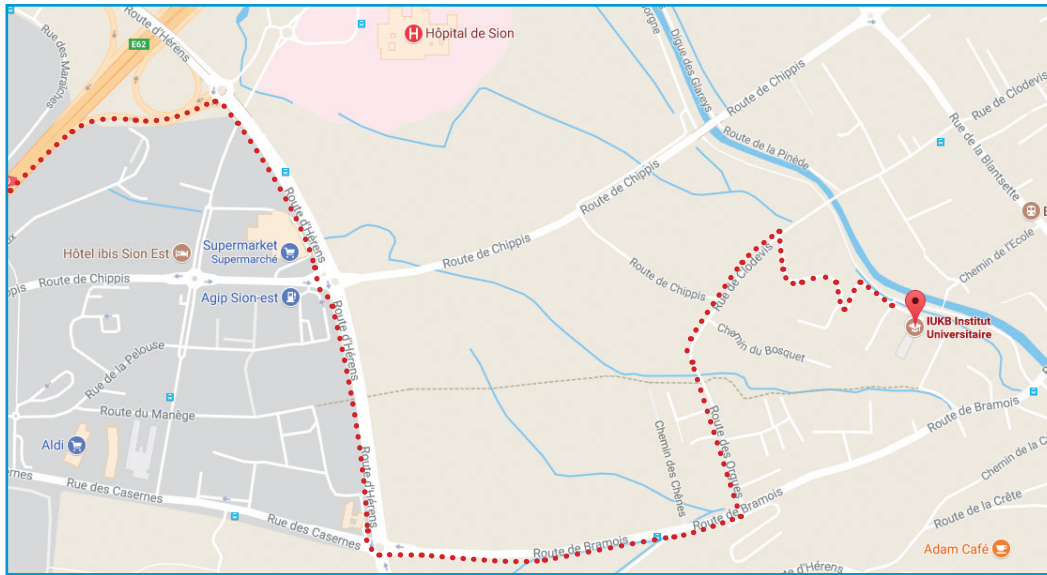 Route d'Hérens
E62
Rue des Maraîches
H Hôpital de Sion
Digue des Glareys
Route de Chippis
Rue de Clodevis
Route de la Pinède
Rue de la Blantsette
Route d'Hérens
Route de Chippis
Chemin de l'Ecole
Hôtel ibis Sion Est
Supermarket
Supermarché
Route de Chippis
Route de Chippis
Rue de Clodevis
Route de Chippis
Agip Sion-est
IUKB Institut
Universitaire
Route d'Hérens
Chemin du Bosquet
Rue de la Pelouse
Route du Manège
Aldi
Route de Bramois
Chemin des Chênes
Route des Orques
Route d'Hérens
Rue des Casernes
Rue des Casernes
Route de Bramois
Route de Bramois
Chemin de la
Route de la Crête
Adam Café
d'Hérens